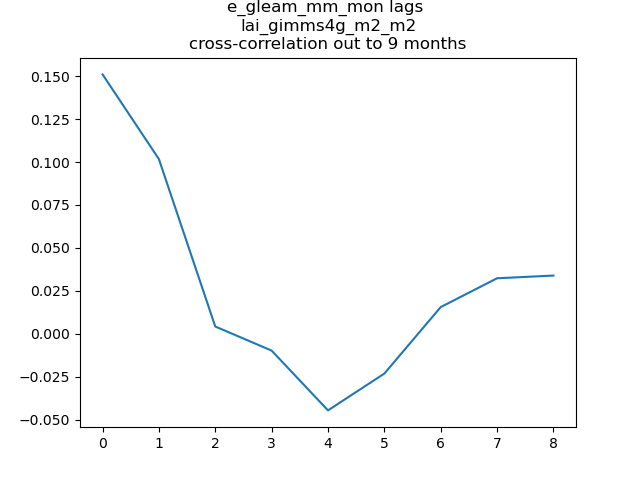 e_gleam_mm_mon lags
lai_gimms4g_m2_m2
cross-correlation out to 9 months
0.150
0.125
0.100
0.075
0.050
0.025
0.000
−0.025
−0.050
0 1 2 3 4 5 6 7 8